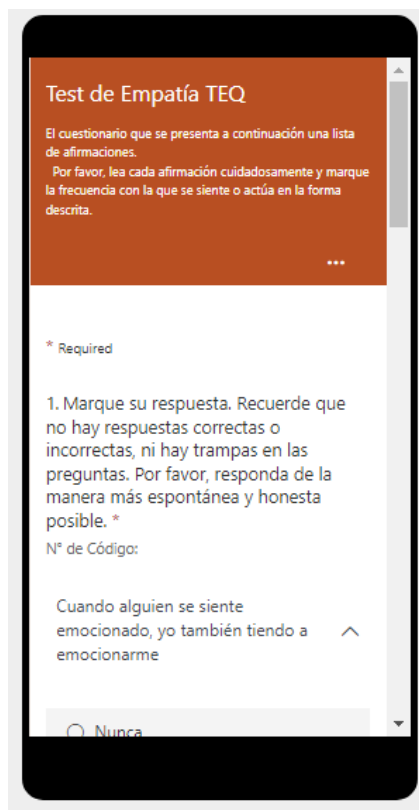 Test de Empatía TEQ
El cuestionario que se presenta a continuación una lista
de afirmaciones.
Por favor, lea cada afirmación cuidadosamente y marque
la frecuencia con la que se siente o actúa en la forma
descrita.
...
* Required
1. Marque su respuesta. Recuerde que
no hay respuestas correctas o
incorrectas, ni hay trampas en las
preguntas. Por favor, responda de la
manera más espontánea y honesta
posible. *
N° de Código:
Cuando alguien se siente
emocionado, yo también tiendo a
emocionarme
Nunca